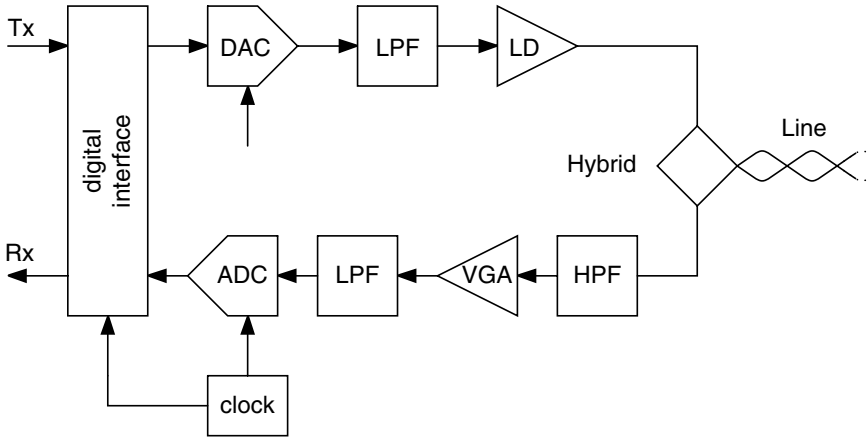 Tx
DAC
LPF
LD
Line
digital
interface
Hybrid
Rx
ADC
LPF
VGA
HPF
clock